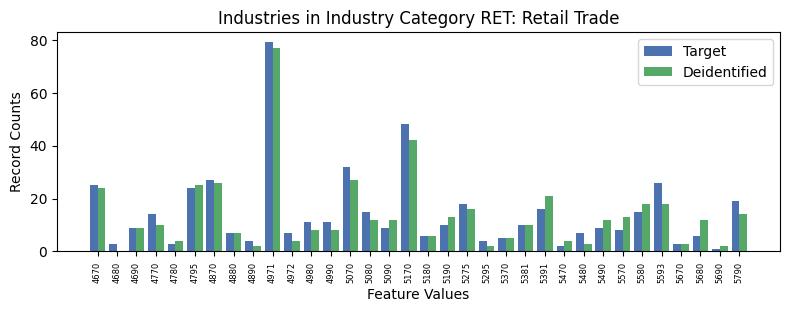 Industries in Industry Category RET: Retail Trade
Target
Deidentified
Record Counts
80
60
40
20
0
4670 4680 4690 4770 4780 4795 4870 4880 4890 4971 4972 4980 4990 5070 5080 5090 5170 5180 5190 5275 5295 5370 5381 5391 5470 5480 5490 5570 5580 5593 5670 5680 5690 5790
Feature Values